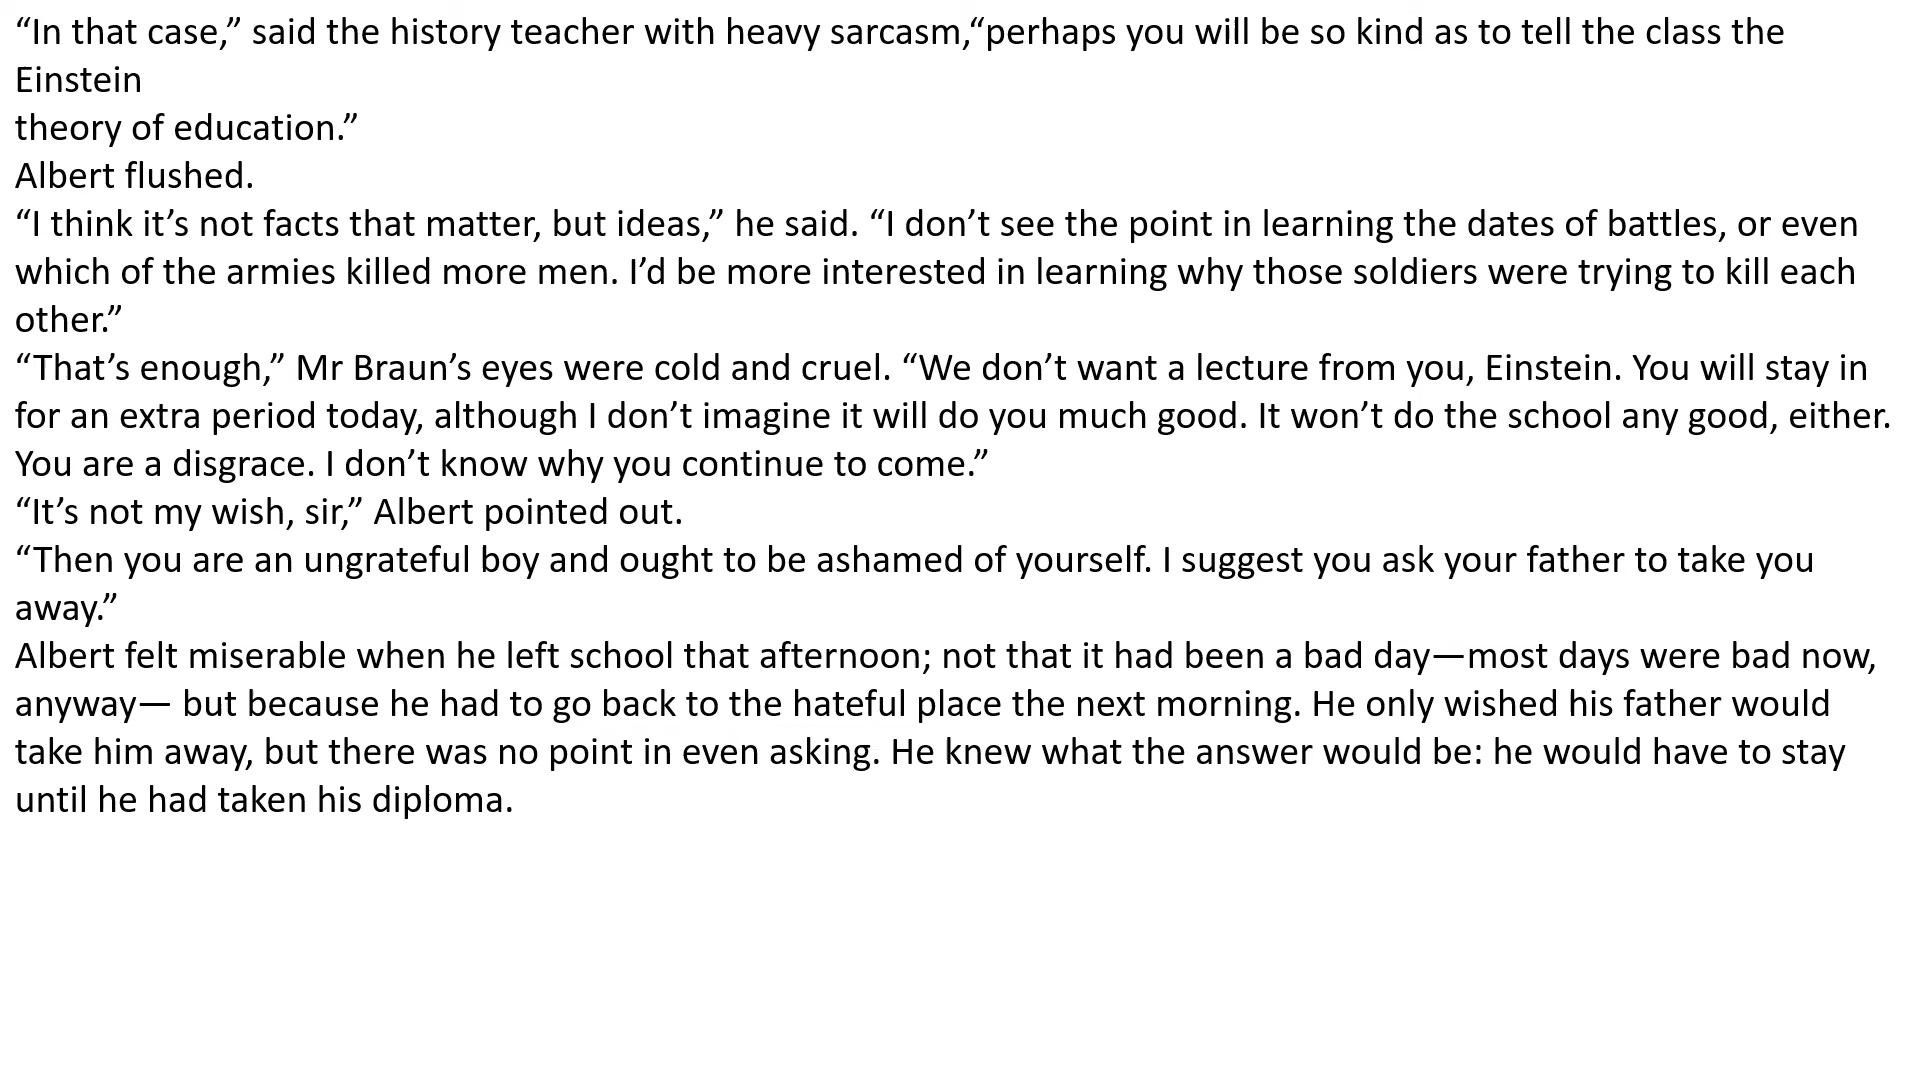 “In that case,” said the history teacher with heavy sarcasm,“perhaps you will be so kind as to tell the class the
Einstein
theory of education.”
Albert flushed.
“I think it’s not facts that matter, but ideas,” he said. “I don’t see the point in learning the dates of battles, or even
which of the armies killed more men. I’d be more interested in learning why those soldiers were trying to kill each
other.”
“That’s enough,” Mr Braun’s eyes were cold and cruel. “We don’t want a lecture from you, Einstein. You will stay in
for an extra period today, although I don’t imagine it will do you much good. It won’t do the school any good, either.
You are a disgrace. I don’t know why you continue to come.”
“It’s not my wish, sir,” Albert pointed out.
“Then you are an ungrateful boy and ought to be ashamed of yourself. I suggest you ask your father to take you
away.”
Albert felt miserable when he left school that afternoon; not that it had been a bad day—most days were bad now,
anyway— but because he had to go back to the hateful place the next morning. He only wished his father would
take him away, but there was no point in even asking. He knew what the answer would be: he would have to stay
until he had taken his diploma.